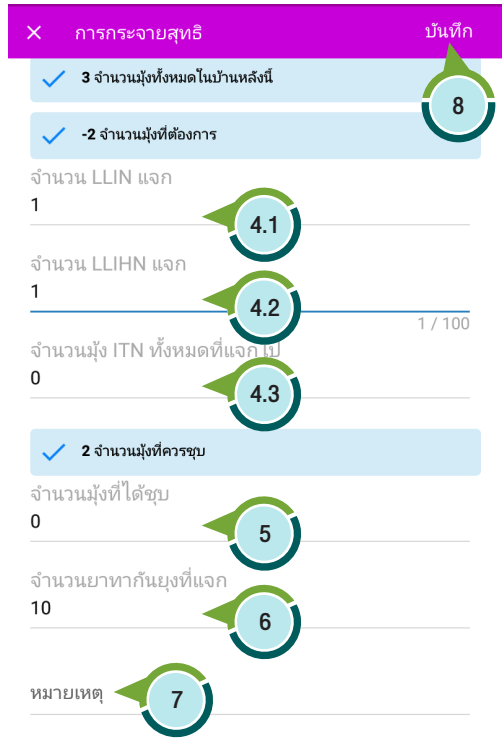 × การกระจายสุทธิ บันทึก
3 จำนวนมุ้งทั้งหมดในบ้านหลังนี้
8
-2 จำนวนมุ้งที่ต้องการ
จำนวน LLIN แจก
1
4.1
จำนวน LLIHN แจก
1
4.2
1 / 100
จำนวนมุ้ง ITN ทั้งหมดที่แจกไป
0
4.3
2 จำนวนมุ้งที่ควรชุบ
จำนวนมุ้งที่ได้ชุบ
0
5
จำนวนยาทากันยุงที่แจก
10
6
หมายเหตุ
7